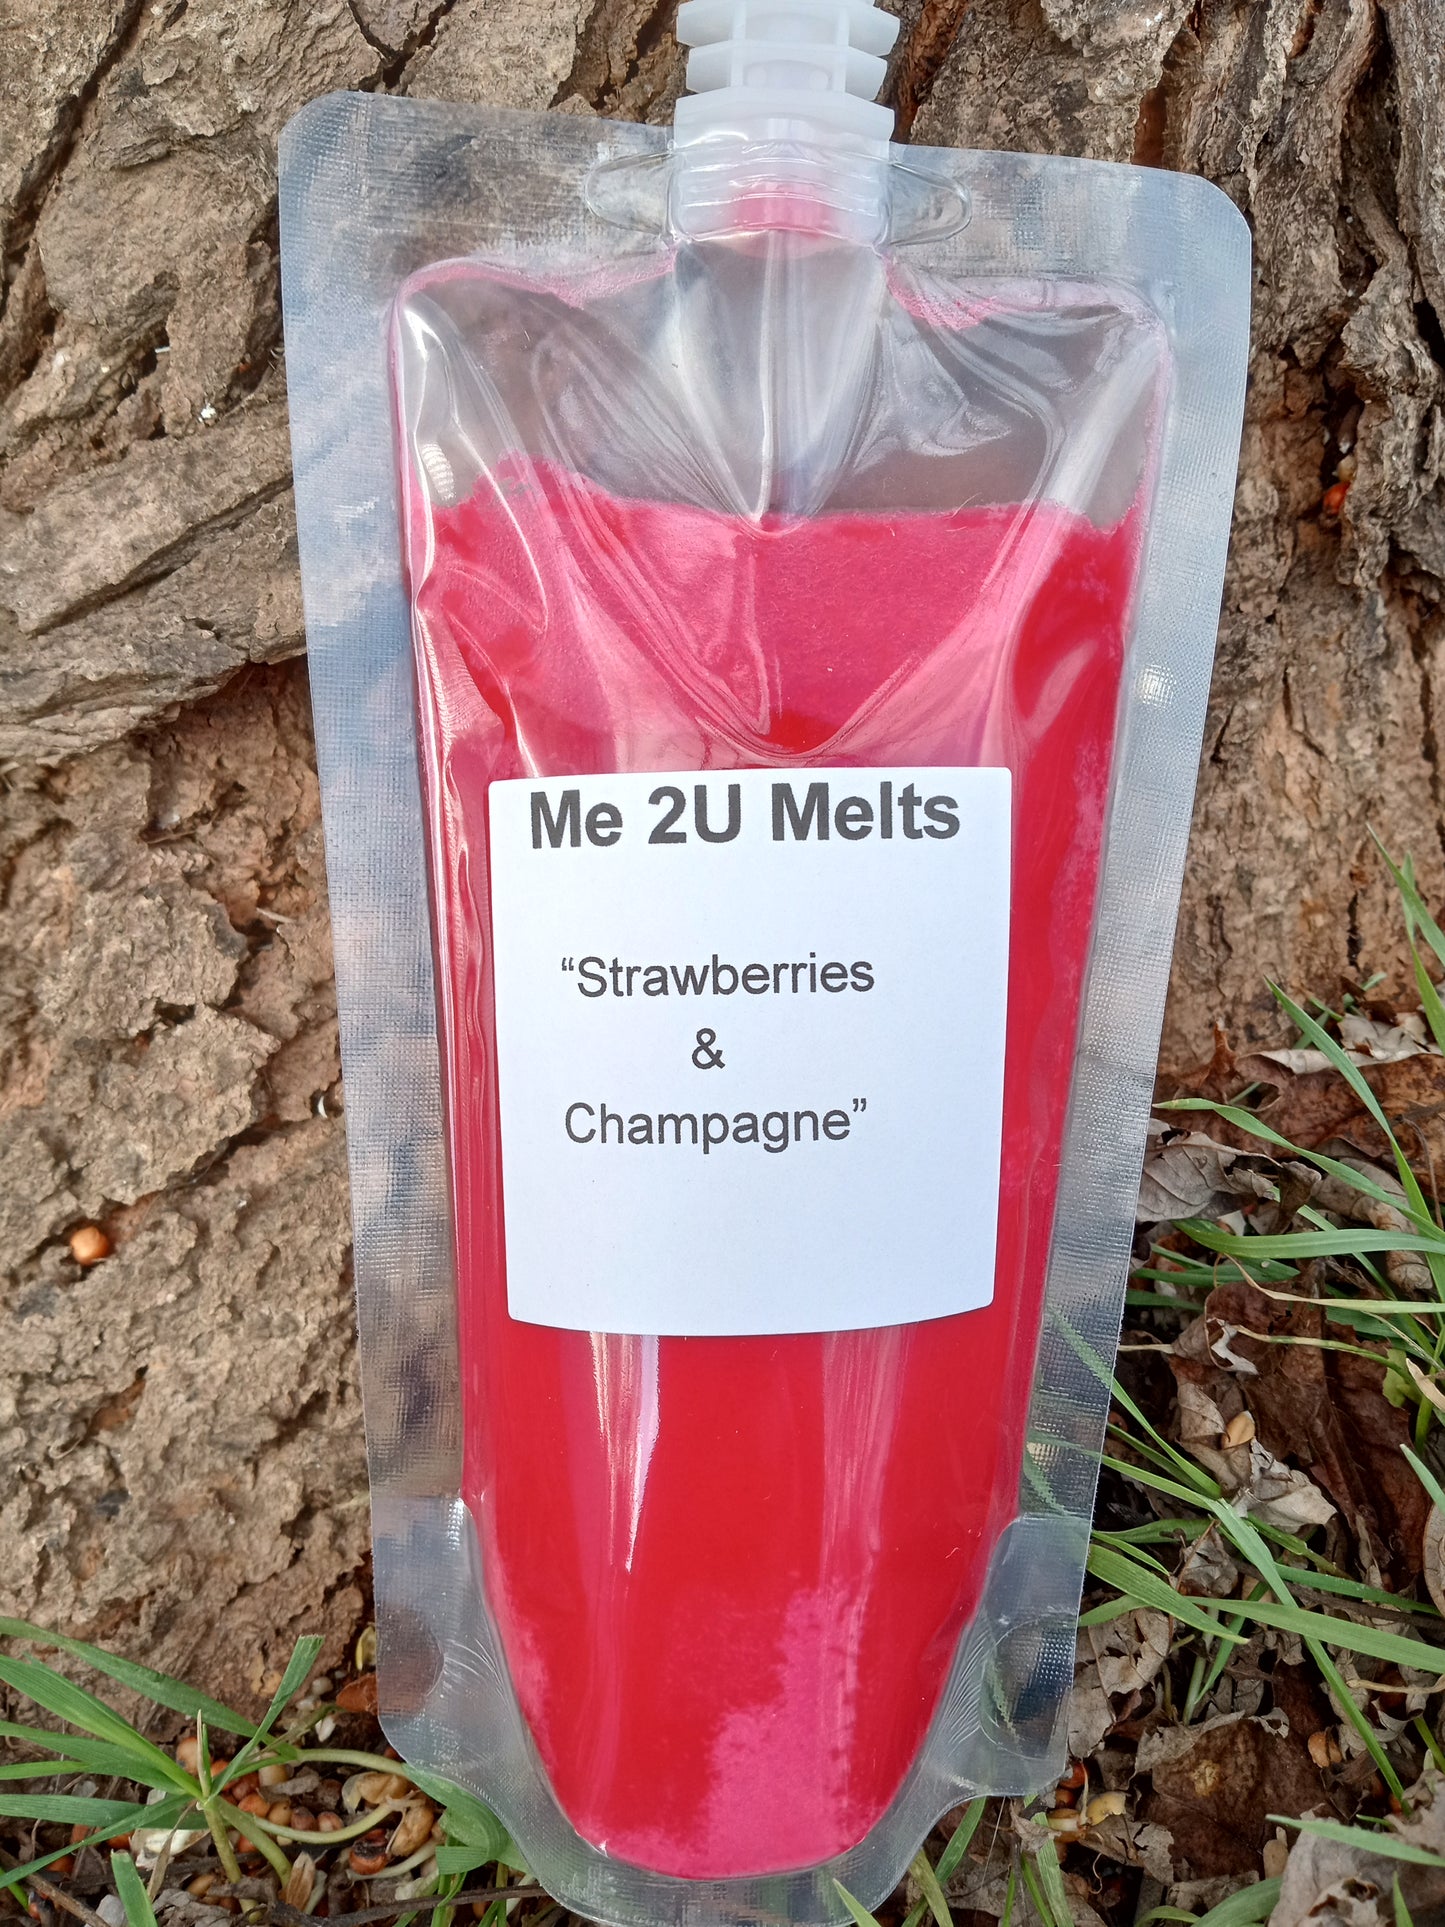 Me 2U Melts
“Strawberries
&
Champagne”